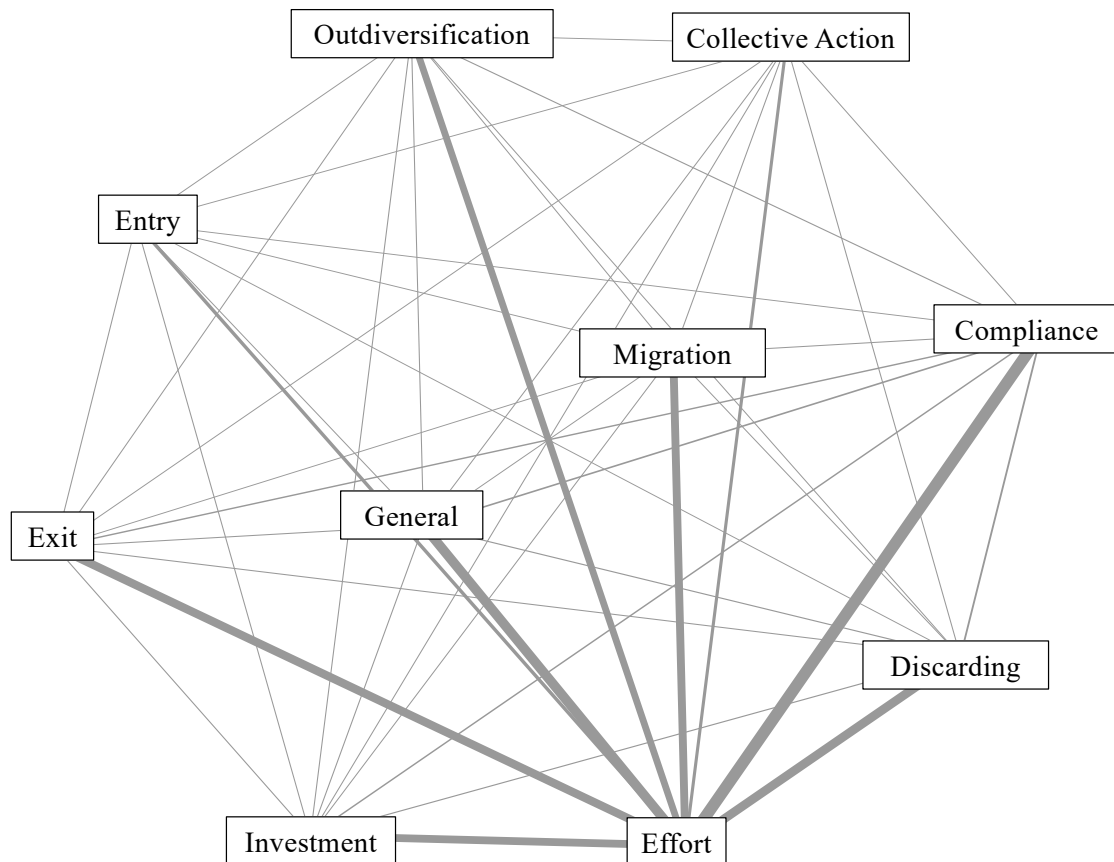 Outdiversification
Collective Action
Entry
Compliance
Migration
General
Exit
Discarding
Investment
Effort